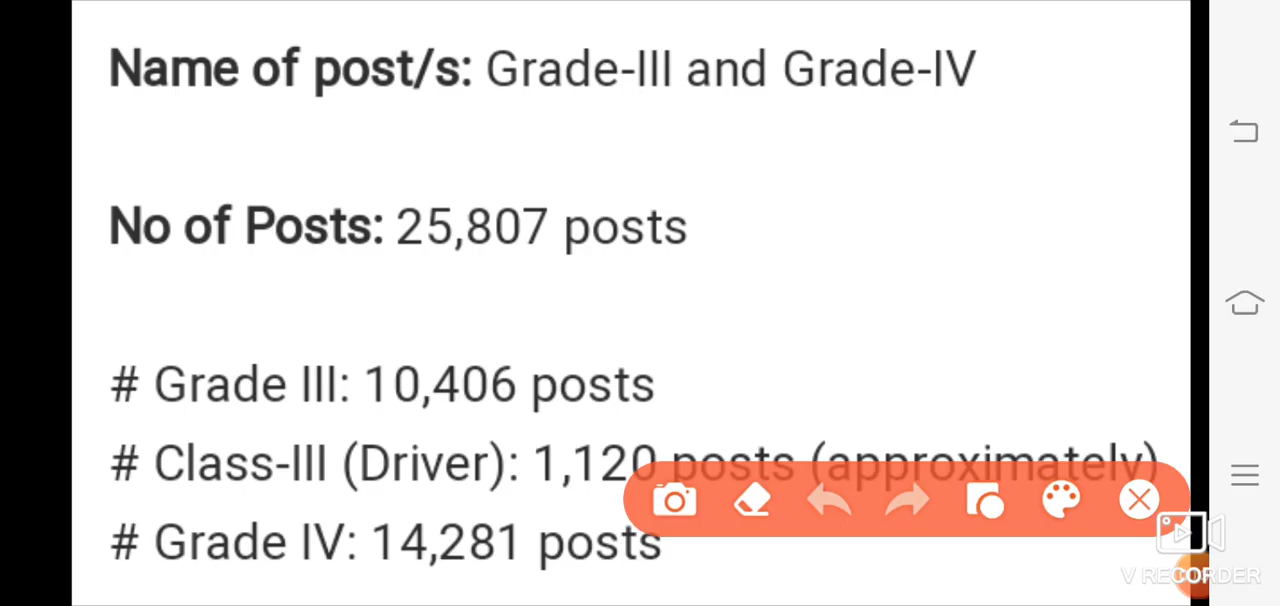 Name of post/s: Grade-III and Grade-IV
No of Posts: 25,807 posts
# Grade III: 10,406 posts
# Class-III (Driver): 1,120 posts (approximately)
# Grade IV: 14,281 posts
V RECORDER